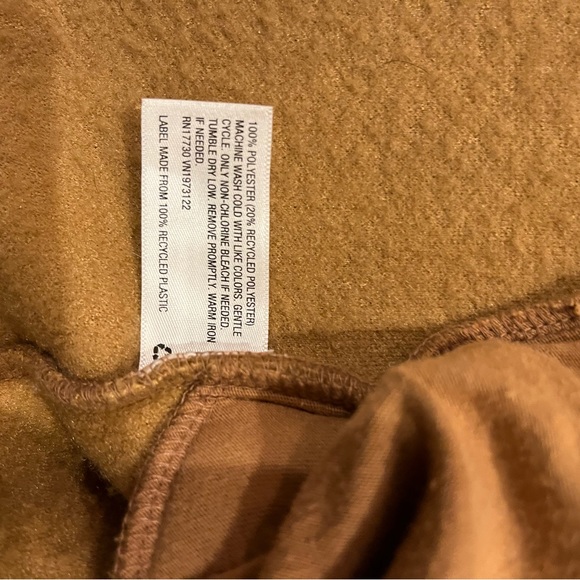 100% POLYESTER (20% RECYCLED POLYESTER)
MACHINE WASH COLD WITH LIKE COLORS. GENTLE
CYCLE. ONLY NON-CHLORINE BLEACH IF NEEDED.
TUMBLE DRY LOW. REMOVE PROMPTLY. WARM IRON
IF NEEDED.
RN17730 VN1973122
LABEL MADE FROM 100% RECYCLED PLASTIC